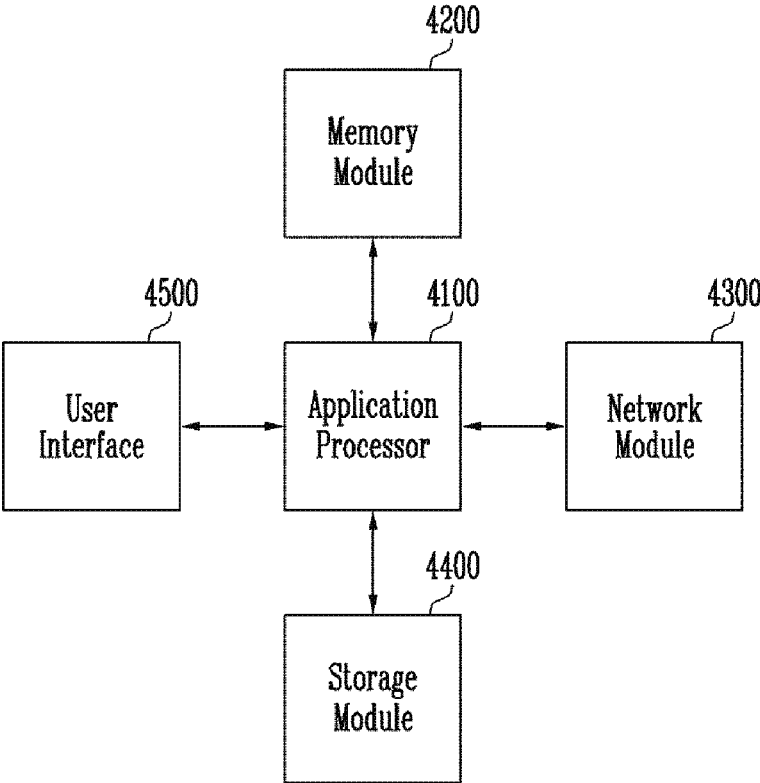 4200
Memory
Module
4500
4100
4300
User
Interface
Application
Processor
Network
Module
4400
Storage
Module